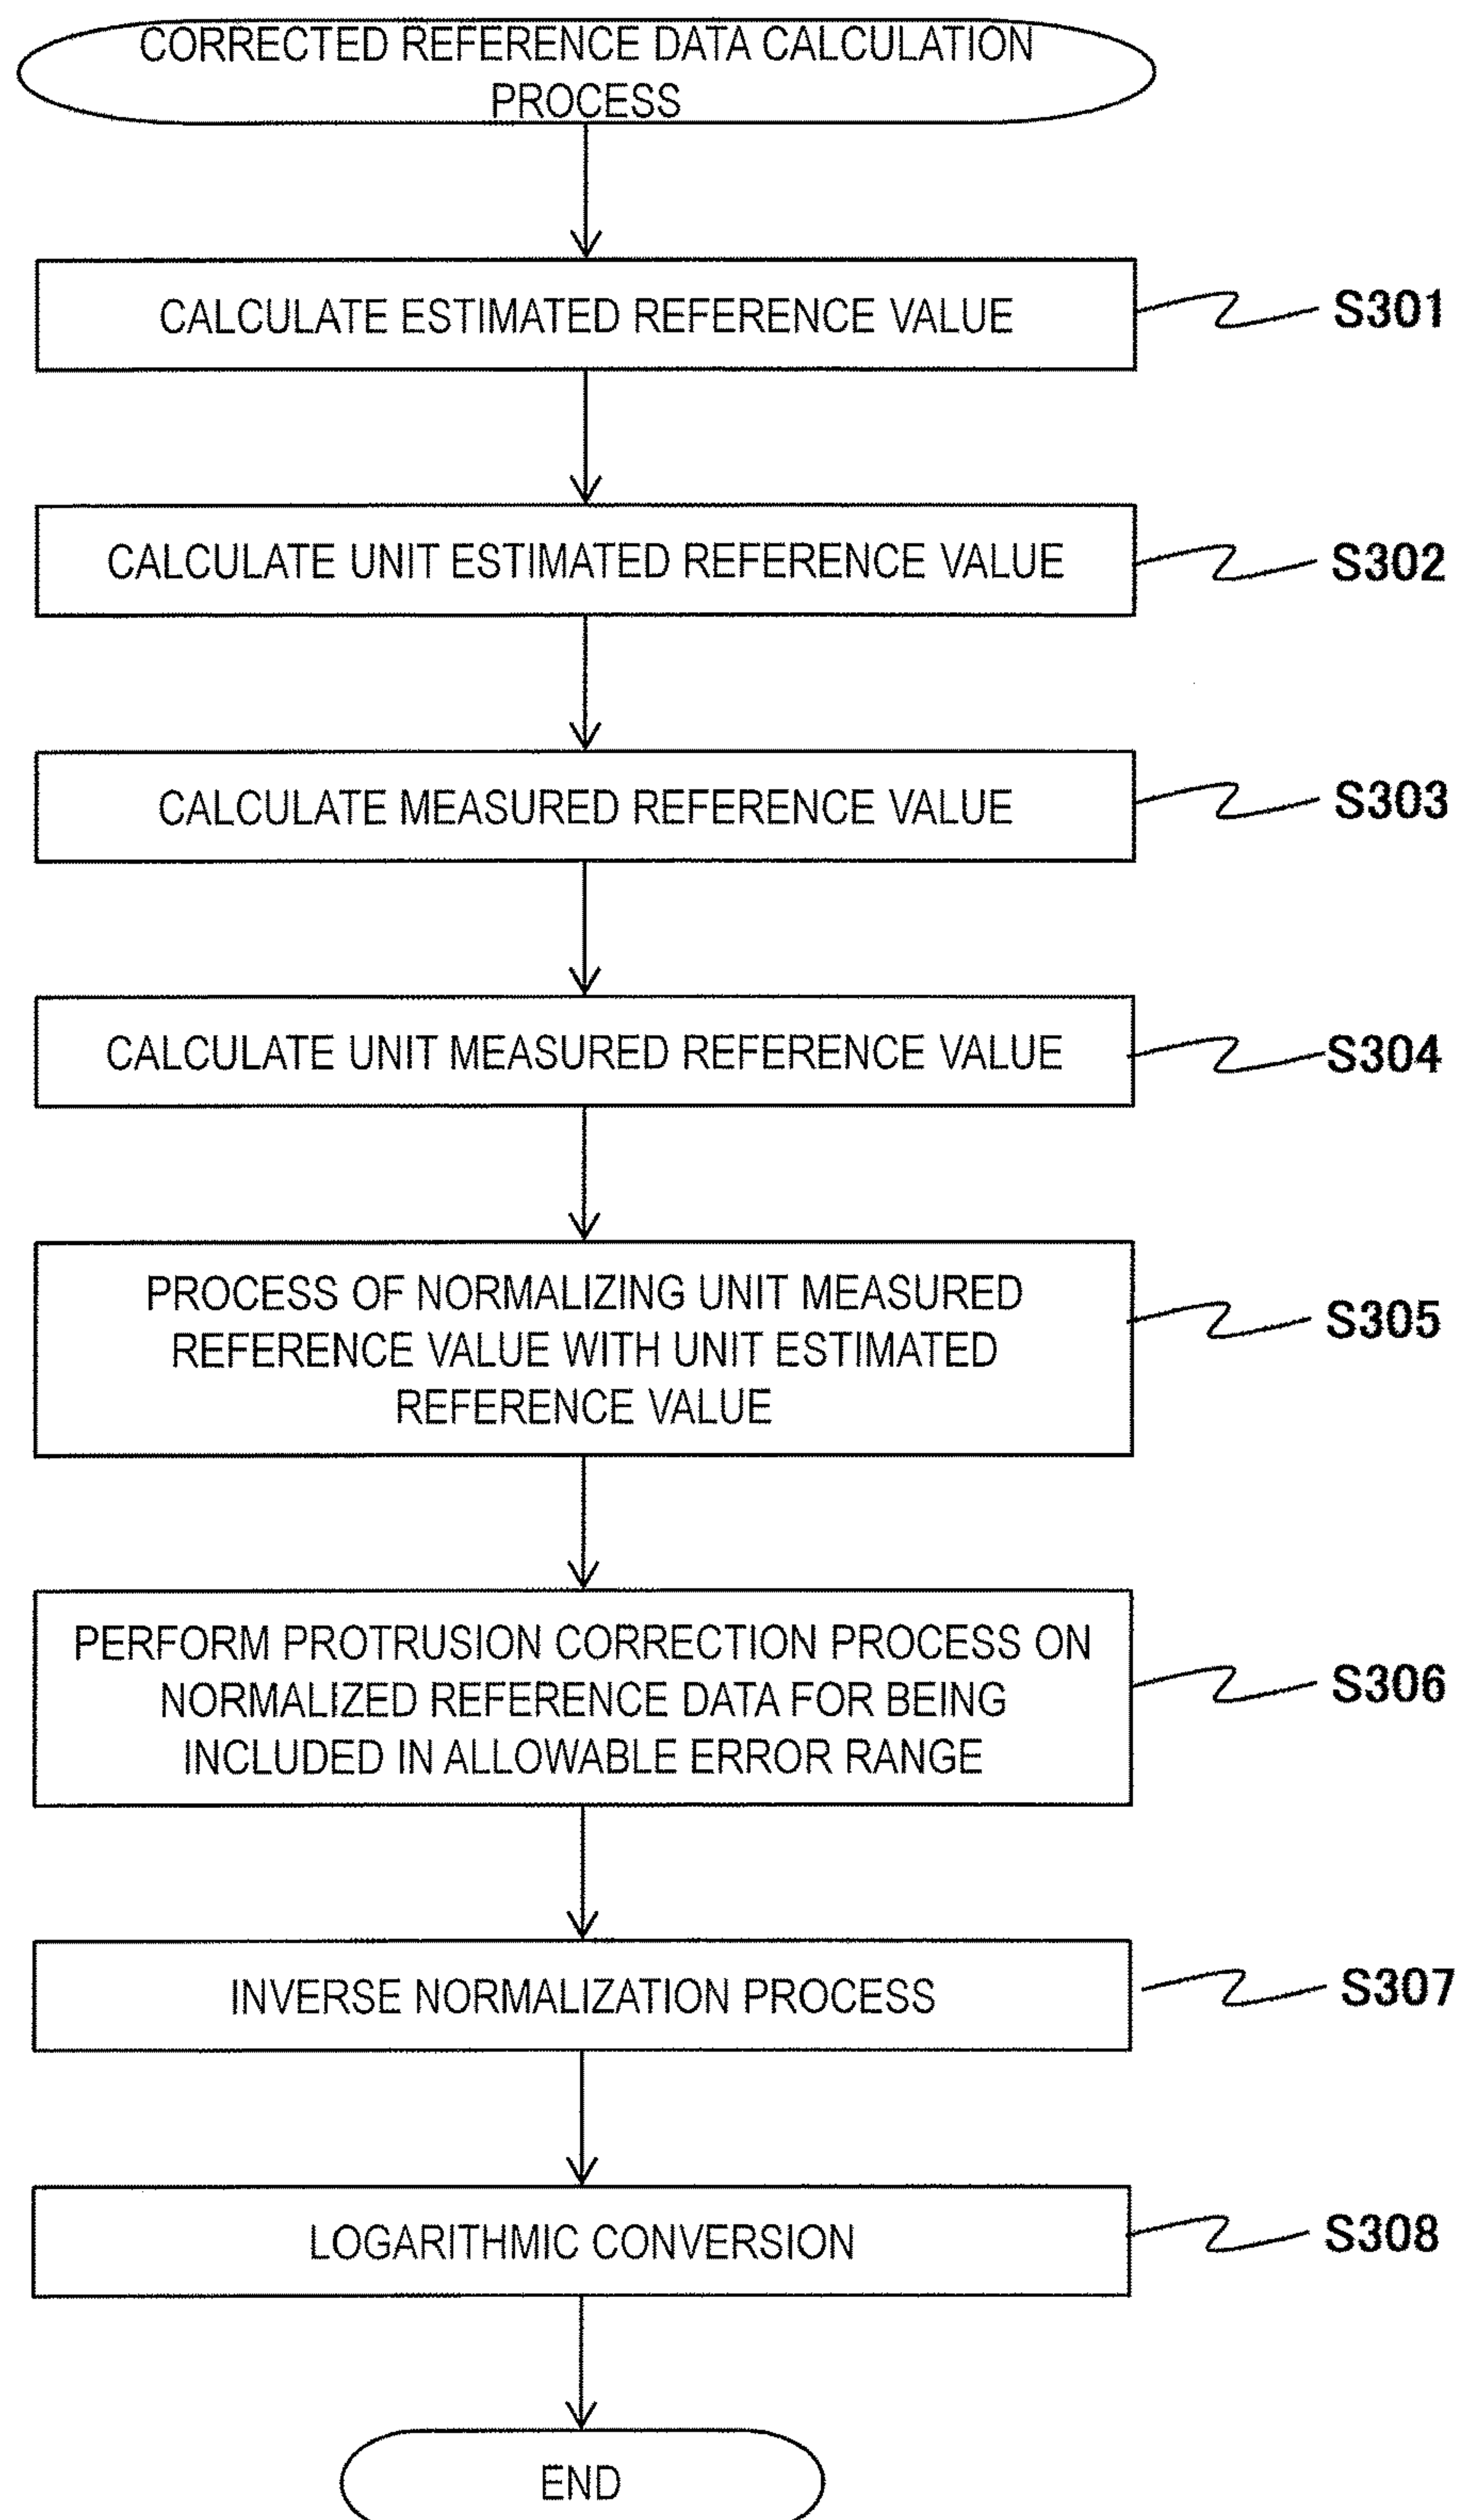 CORRECTED REFERENCE DATA CALCULATION
PROCESS
CALCULATE ESTIMATED REFERENCE VALUE
S301
CALCULATE UNIT ESTIMATED REFERENCE VALUE
S302
CALCULATE MEASURED REFERENCE VALUE
S303
CALCULATE UNIT MEASURED REFERENCE VALUE
S304
PROCESS OF NORMALIZING UNIT MEASURED
REFERENCE VALUE WITH UNIT ESTIMATED
REFERENCE VALUE
S305
PERFORM PROTRUSION CORRECTION PROCESS ON
NORMALIZED REFERENCE DATA FOR BEING
INCLUDED IN ALLOWABLE ERROR RANGE
S306
INVERSE NORMALIZATION PROCESS
S307
LOGARITHMIC CONVERSION
S308
END